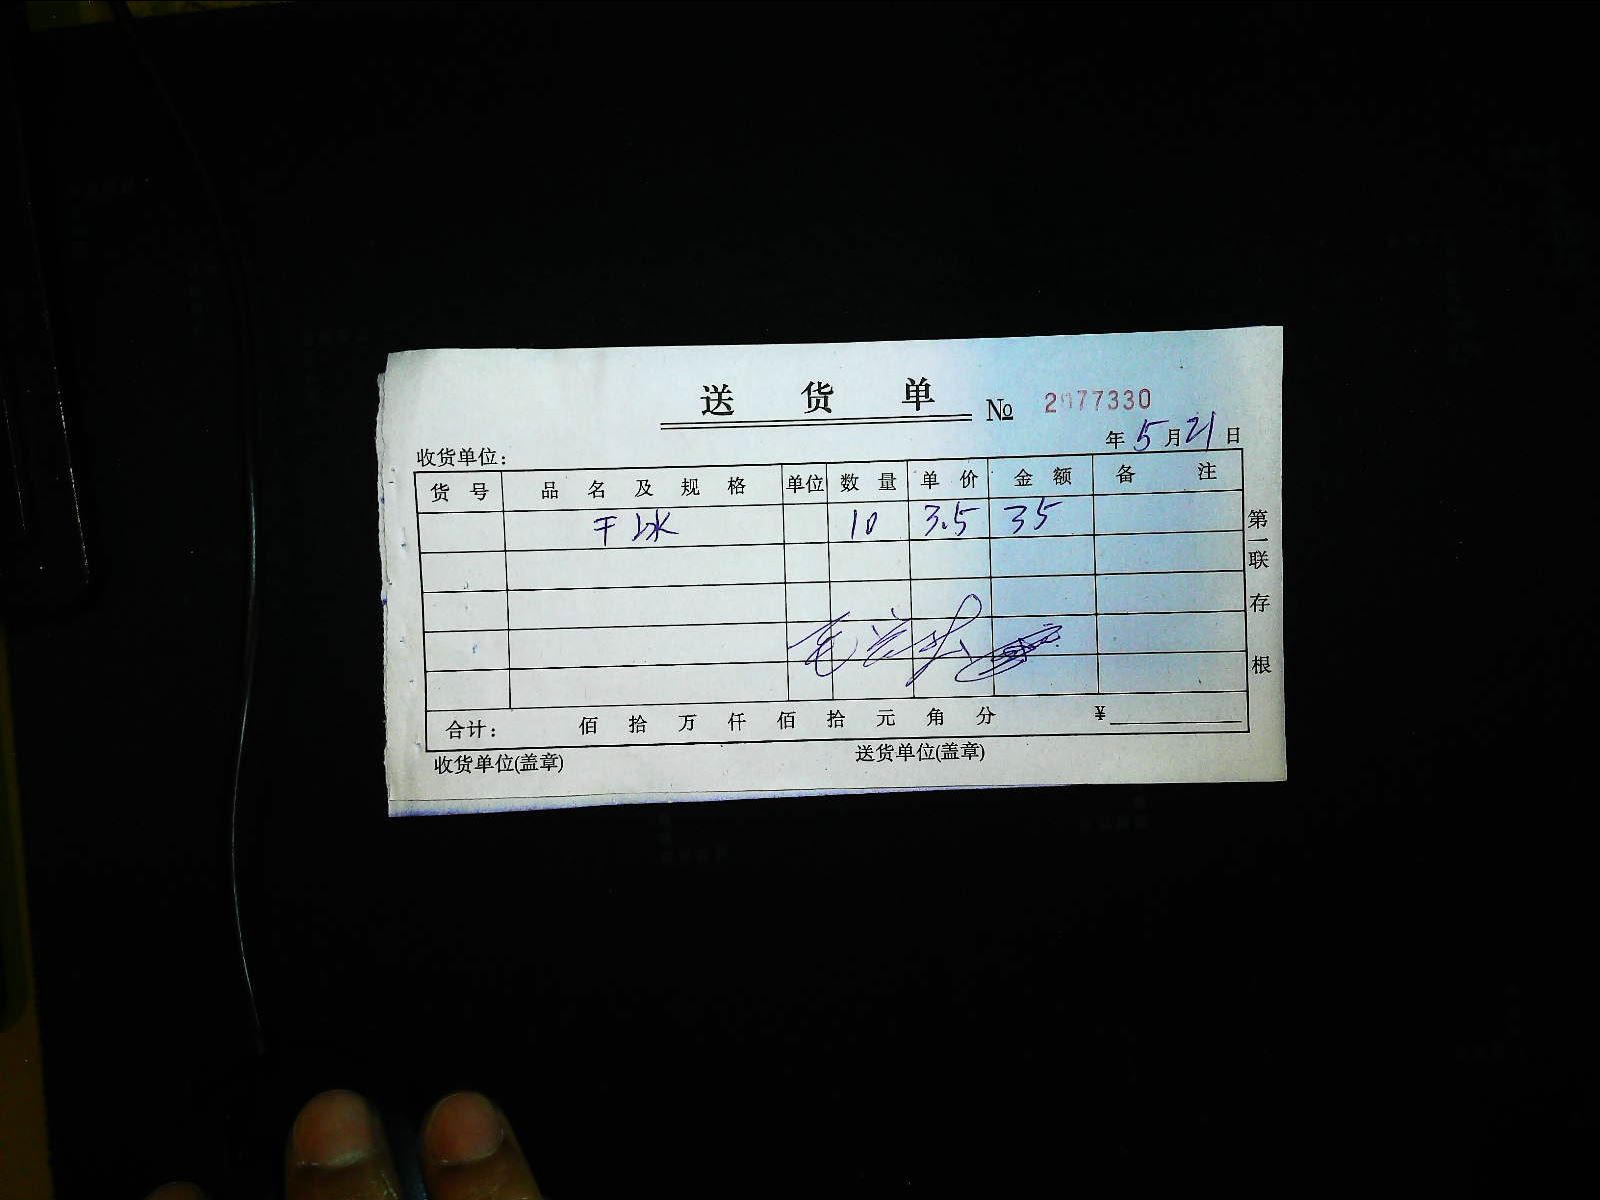 送 货 单 № 2077330
年 5 月 21 日
收货单位：
货 号 品 名 及 规 格 单位 数 量 单 价 金 额 备 注
干冰 10 3.5 35
合计： 佰 拾 万 仟 佰 拾 元 角 分 ¥
收货单位(盖章) 送货单位(盖章)
第一联 存根